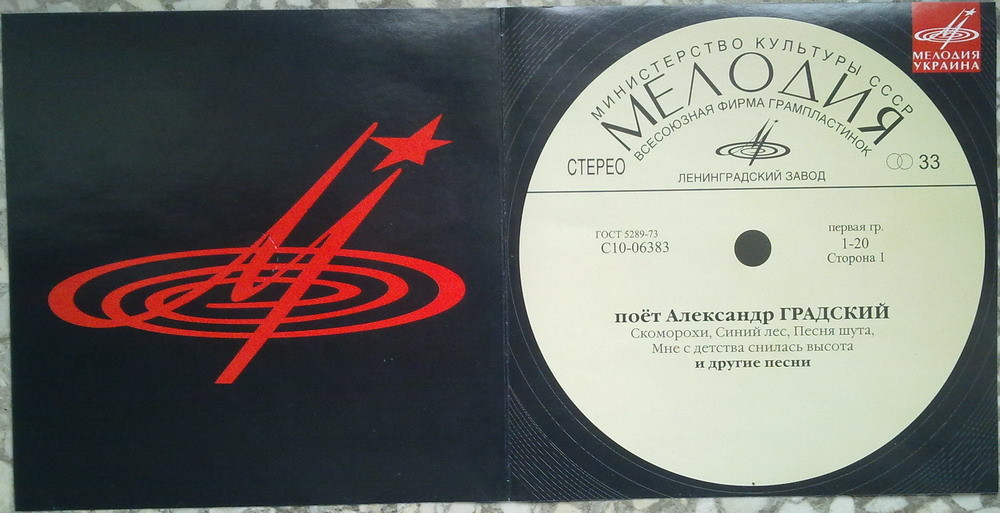 МЕЛОДИЯ
УКРАИНА
МИНИСТЕРСТВО КУЛЬТУРЫ СССР
МЕЛОДИЯ
ВСЕСОЮЗНАЯ ФИРМА ГРАМПЛАСТИНОК
СТЕРЕО
33
ЛЕНИНГРАДСКИЙ ЗАВОД
ГОСТ 5289-73
С10-06383
первая гр.
1-20
Сторона 1
поёт Александр ГРАДСКИЙ
Скоморохи, Синий лес, Песня шута,
Мне с детства снилась высота
и другие песни